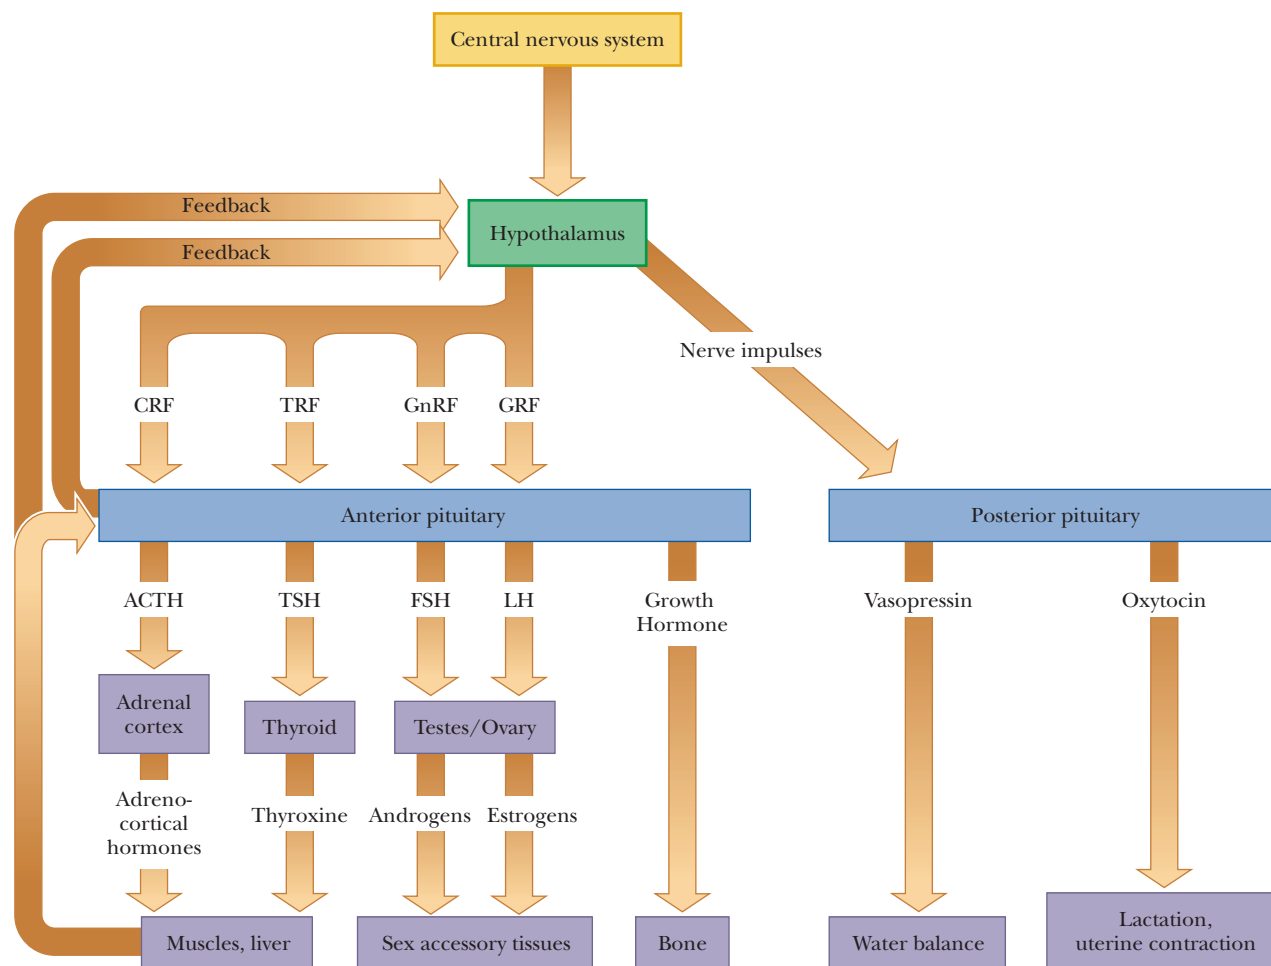 Central nervous system
Feedback
Hypothalamus
Feedback
Nerve impulses
CRF
TRF
GnRF
GRF
Anterior pituitary
Posterior pituitary
ACTH
TSH
FSH
LH
Growth
Hormone
Vasopressin
Oxytocin
Adrenal
cortex
Thyroid
Testes/Ovary
Adreno-
cortical
hormones
Thyroxine
Androgens
Estrogens
Muscles, liver
Sex accessory tissues
Bone
Water balance
Lactation,
uterine contraction